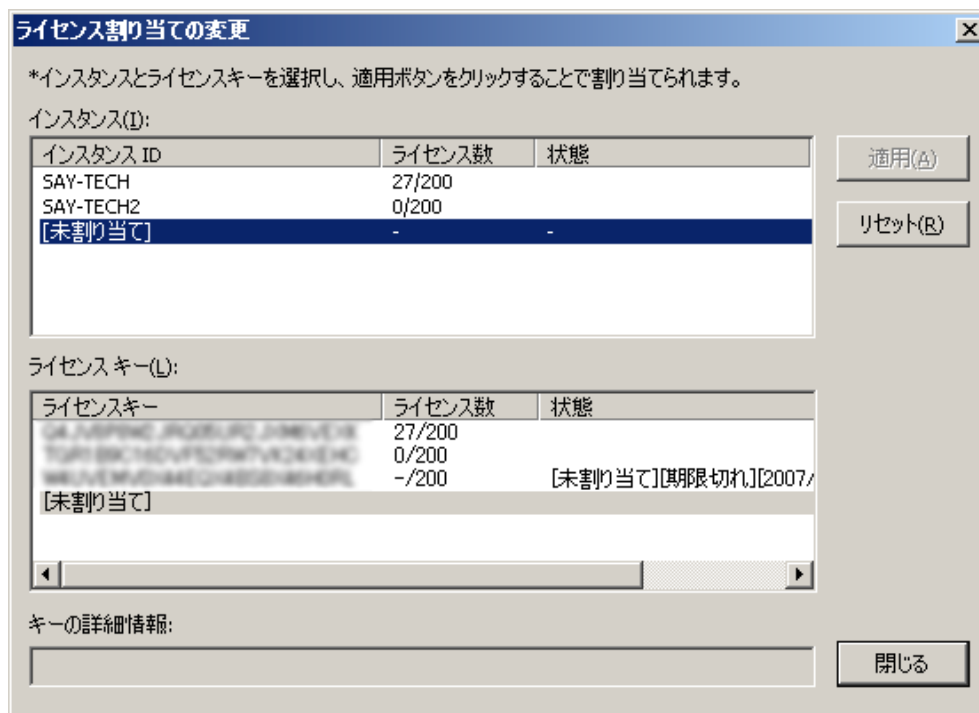 ライセンス割り当ての変更
*インスタンスとライセンスキーを選択し、適用ボタンをクリックすることで割り当てられます。
インスタンス(I):
インスタンス ID ライセンス数 状態
SAY-TECH 27/200
SAY-TECH2 0/200
[未割り当て] - -
適用(A)
リセット(R)
ライセンス キー(L):
ライセンスキー ライセンス数 状態
27/200
0/200
-/200 [未割り当て][期限切れ][2007/
[未割り当て]
キーの詳細情報:
閉じる